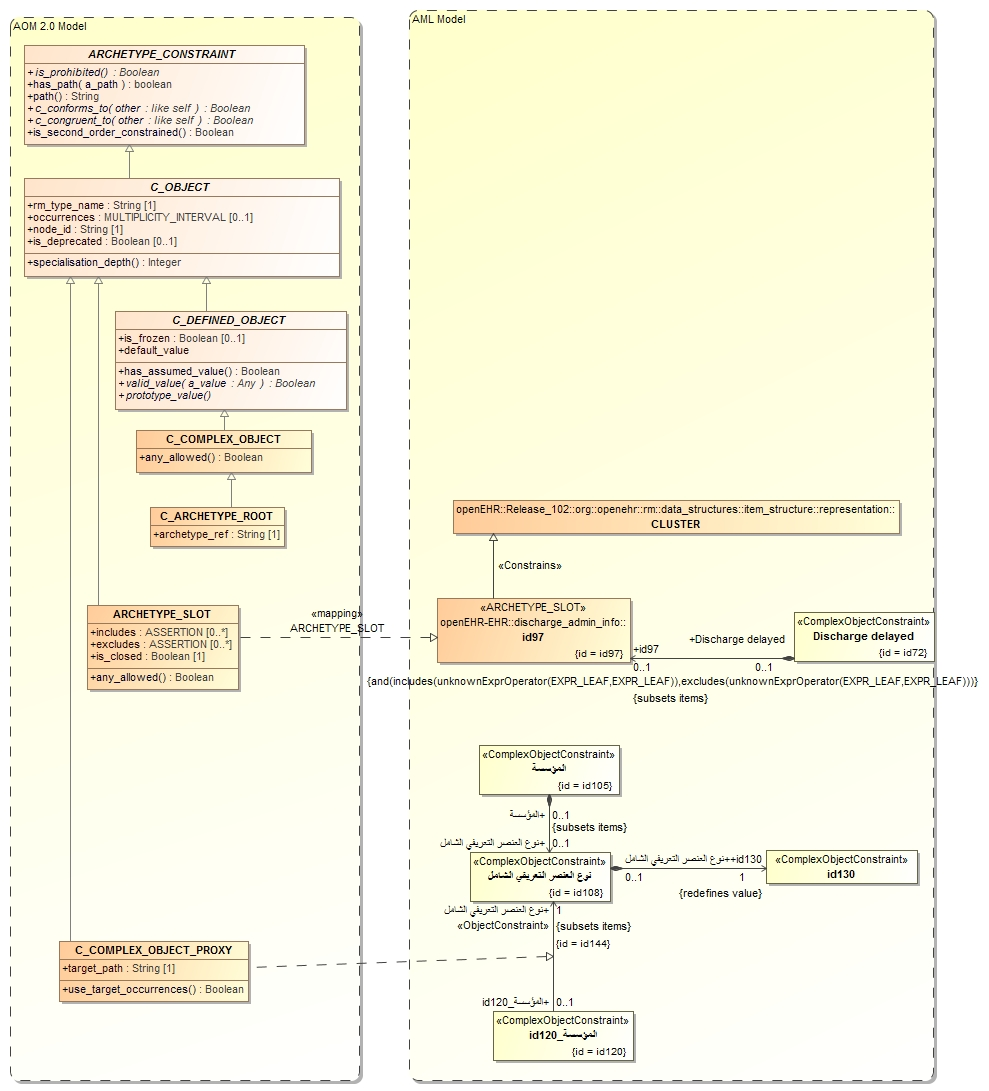 AOM 2.0 Model
ARCHETYPE_CONSTRAINT
+is_prohibited() : Boolean
+has_path( a_path ) : boolean
+path() : String
+c_conforms_to( other : like self ) : Boolean
+c_congruent_to( other : like self ) : Boolean
+is_second_order_constrained() : Boolean
C_OBJECT
+rm_type_name : String [1]
+occurrences : MULTIPLICITY_INTERVAL [0..1]
+node_id : String [1]
+is_deprecated : Boolean [0..1]
+specialisation_depth() : Integer
C_DEFINED_OBJECT
+is_frozen : Boolean [0..1]
+default_value
+has_assumed_value() : Boolean
+valid_value( a_value : Any ) : Boolean
+prototype_value()
C_COMPLEX_OBJECT
+any_allowed() : Boolean
C_ARCHETYPE_ROOT
+archetype_ref : String [1]
ARCHETYPE_SLOT
+includes : ASSERTION [0..*]
+excludes : ASSERTION [0..*]
+is_closed : Boolean [1]
+any_allowed() : Boolean
«mapping»
ARCHETYPE_SLOT
C_COMPLEX_OBJECT_PROXY
+target_path : String [1]
+use_target_occurrences() : Boolean
AML Model
openEHR::Release_102::org::openehr::rm::data_structures::item_structure::representation::
CLUSTER
«Constrains»
«ARCHETYPE_SLOT»
openEHR-EHR::discharge_admin_info::
id97
{id = id97}
+id97
0..1
+Discharge delayed
0..1
«ComplexObjectConstraint»
Discharge delayed
{id = id72}
{and(includes(unknownExprOperator(EXPR_LEAF,EXPR_LEAF)),excludes(unknownExprOperator(EXPR_LEAF,EXPR_LEAF)))}
{subsets items}
«ComplexObjectConstraint»
المؤسسة
{id = id105}
+المؤسسة
0..1
{subsets items}
+نوع العنصر التعريفي الشامل
0..1
«ComplexObjectConstraint»
نوع العنصر التعريفي الشامل
{id = id108}
+نوع العنصر التعريفي الشامل
+id130
0..1
1
{redefines value}
«ComplexObjectConstraint»
id130
+نوع العنصر التعريفي الشامل
1
«ObjectConstraint»
{subsets items}
{id = id144}
id120_المؤسسة+
0..1
«ComplexObjectConstraint»
id120_المؤسسة
{id = id120}